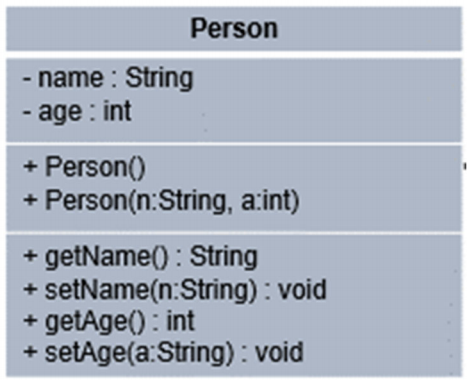 Person
- name : String
- age : int
+ Person()
+ Person(n:String, a:int)
+ getName() : String
+ setName(n:String) : void
+ getAge() : int
+ setAge(a:String) : void